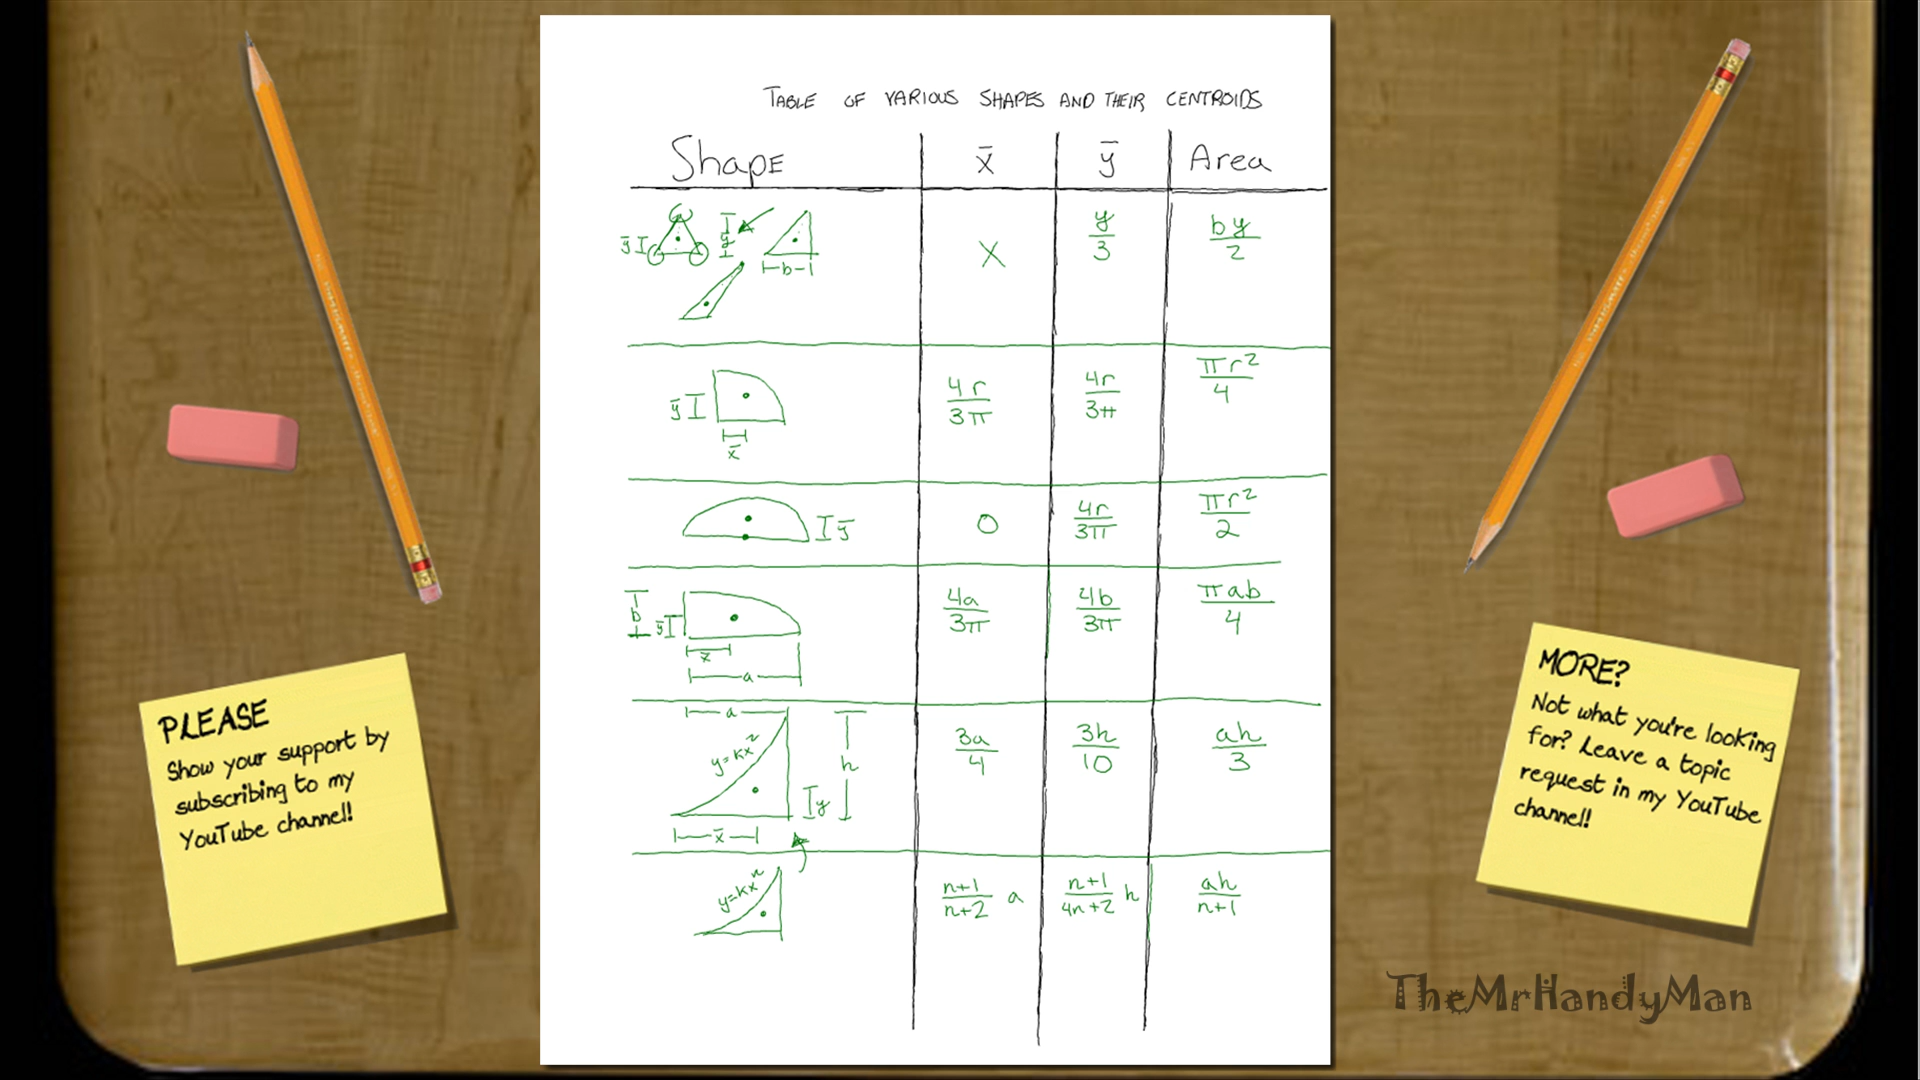 TABLE OF VARIOUS SHAPES AND THEIR CENTROIDS
Shape x̄ ȳ Area
ȳ y b x y/3 by/2
ȳ x̄ 4r/3π 4r/3π πr²/4
ȳ 0 4r/3π πr²/2
b ȳ x̄ a 4a/3π 4b/3π πab/4
a y=kx² h y x̄ 3a/4 3h/10 ah/3
y=kxⁿ n+1/n+2 a n+1/4n+2 h ah/n+1
PLEASE
Show your support by
subscribing to my
YouTube channel!
MORE?
Not what you're looking
for? Leave a topic
request in my YouTube
channel!
TheMrHandyMan